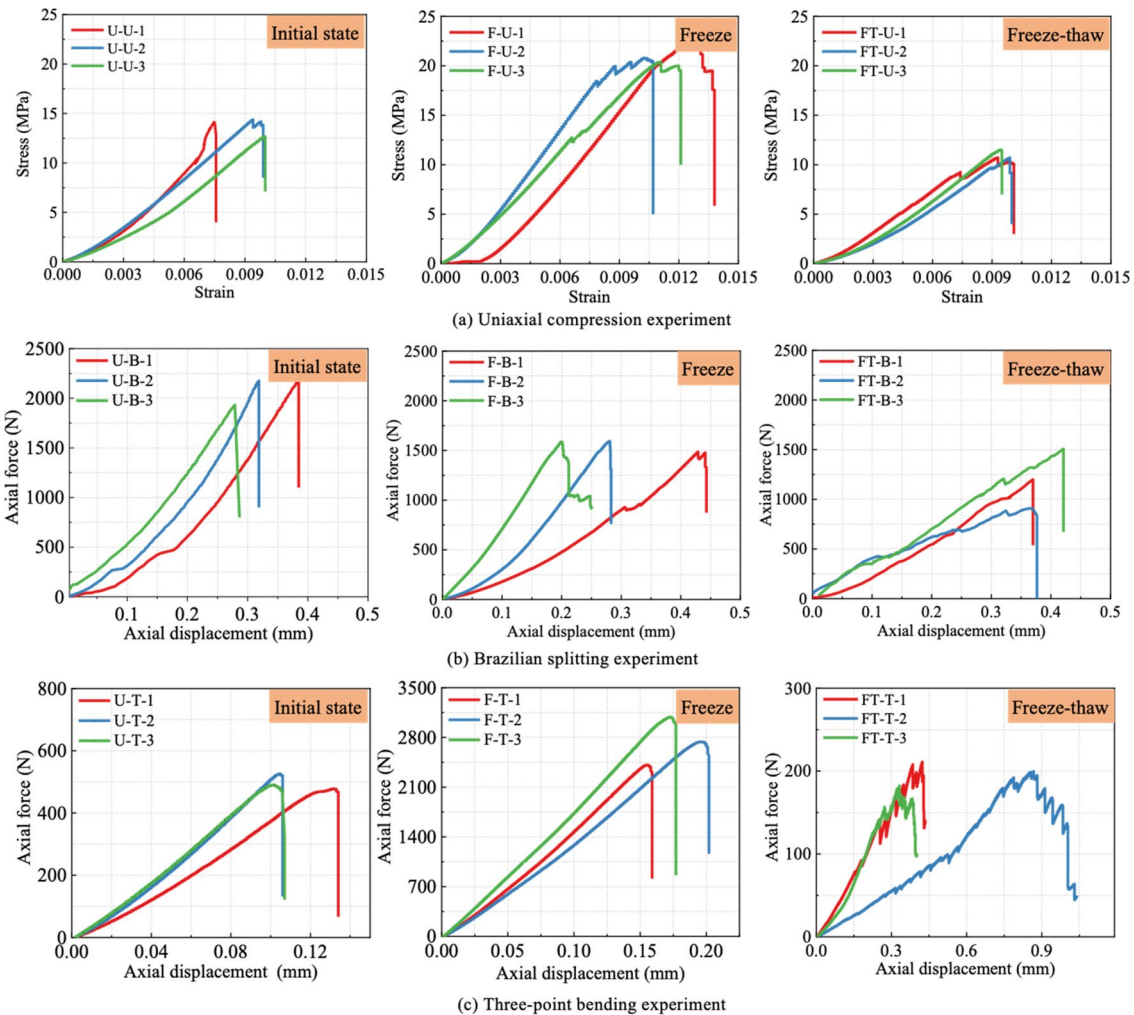 U-U-1
U-U-2
U-U-3
Initial state
25
20
15
10
5
0
Stress (MPa)
0.000 0.003 0.006 0.009 0.012 0.015
Strain
F-U-1
F-U-2
F-U-3
Freeze
25
20
15
10
5
0
Stress (MPa)
0.000 0.003 0.006 0.009 0.012 0.015
Strain
FT-U-1
FT-U-2
FT-U-3
Freeze-thaw
25
20
15
10
5
0
Stress (MPa)
0.000 0.003 0.006 0.009 0.012 0.015
Strain
(a) Uniaxial compression experiment
U-B-1
U-B-2
U-B-3
Initial state
2500
2000
1500
1000
500
0
Axial force (N)
0.1 0.2 0.3 0.4 0.5
Axial displacement (mm)
F-B-1
F-B-2
F-B-3
Freeze
2500
2000
1500
1000
500
0
Axial force (N)
0.0 0.1 0.2 0.3 0.4 0.5
Axial displacement (mm)
FT-B-1
FT-B-2
FT-B-3
Freeze-thaw
2500
2000
1500
1000
500
0
Axial force (N)
0.0 0.1 0.2 0.3 0.4 0.5
Axial displacement (mm)
(b) Brazilian splitting experiment
U-T-1
U-T-2
U-T-3
Initial state
800
600
400
200
0
Axial force (N)
0.00 0.04 0.08 0.12
Axial displacement (mm)
F-T-1
F-T-2
F-T-3
Freeze
3500
2800
2100
1400
700
0
Axial force (N)
0.00 0.05 0.10 0.15 0.20
Axial displacement (mm)
FT-T-1
FT-T-2
FT-T-3
Freeze-thaw
300
200
100
0
Axial force (N)
0.0 0.3 0.6 0.9
Axial displacement (mm)
(c) Three-point bending experiment